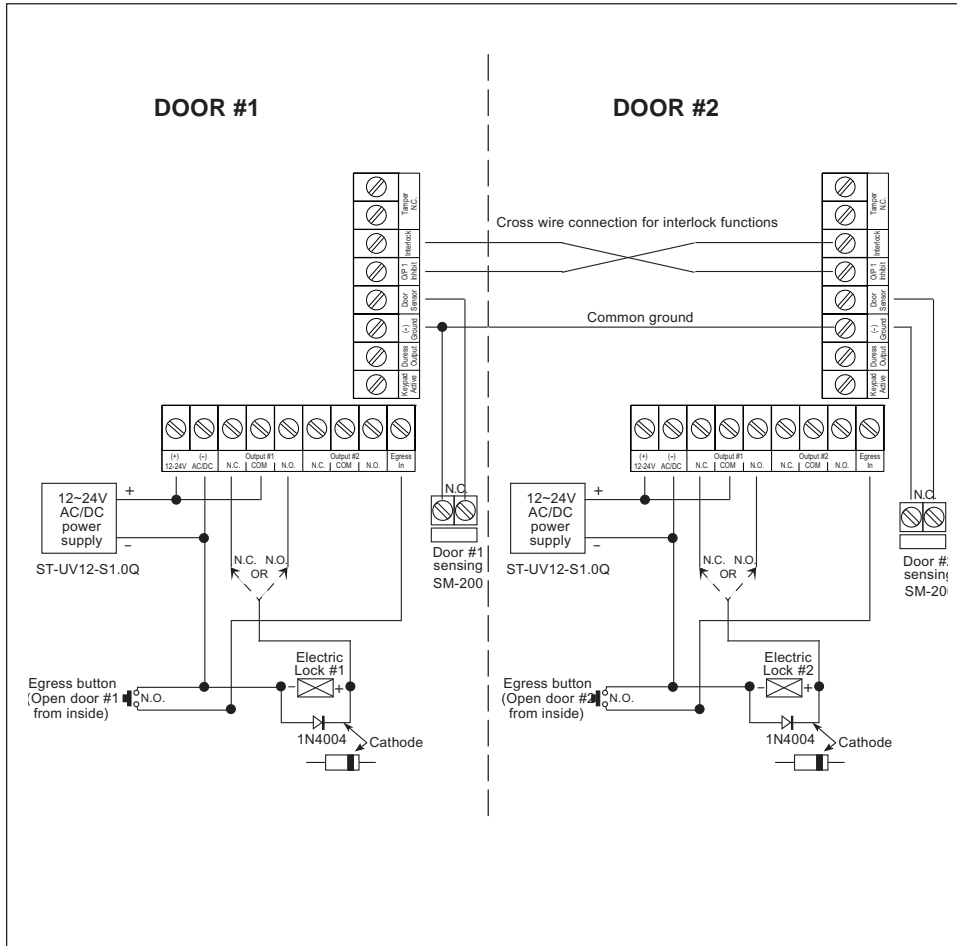 DOOR #1
DOOR #2
Tamper
N.C.
Interlock
O/P 1
Inhibit
Door
Sensor
(–)
Ground
Duress
Output
Keypad
Active
Cross wire connection for interlock functions
Common ground
Tamper
N.C.
Interlock
O/P 1
Inhibit
Door
Sensor
(–)
Ground
Duress
Output
Keypad
Active
(+)
12-24V
(–)
AC/DC
Output #1
N.C.
COM
N.O.
Output #2
N.C.
COM
N.O.
Egress
In
12~24V
AC/DC
power
supply
+
–
ST-UV12-S1.0Q
N.C. N.O.
OR
N.C.
Door #1
sensing
SM-200
Electric
Lock #1
– +
Egress button
(Open door #1
from inside)
N.O.
1N4004
Cathode
(+)
12-24V
(–)
AC/DC
Output #1
N.C.
COM
N.O.
Output #2
N.C.
COM
N.O.
Egress
In
12~24V
AC/DC
power
supply
+
–
ST-UV12-S1.0Q
N.C. N.O.
OR
N.C.
Door
sensing
Electric
Lock #2
– +
Egress button
(Open door #2
from inside)
N.O.
1N4004
Cathode